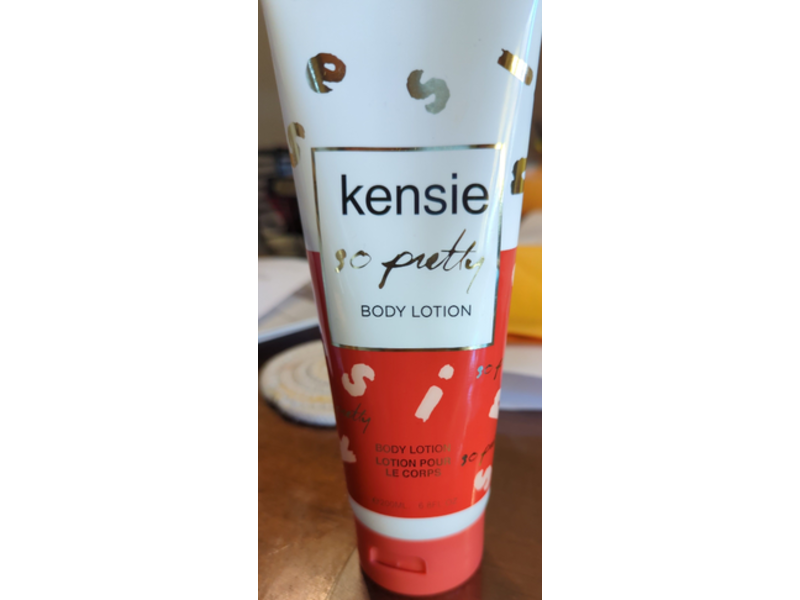 e s i
s
kensie
so pretty
BODY LOTION
s i
BODY LOTION
LOTION POUR
LE CORPS